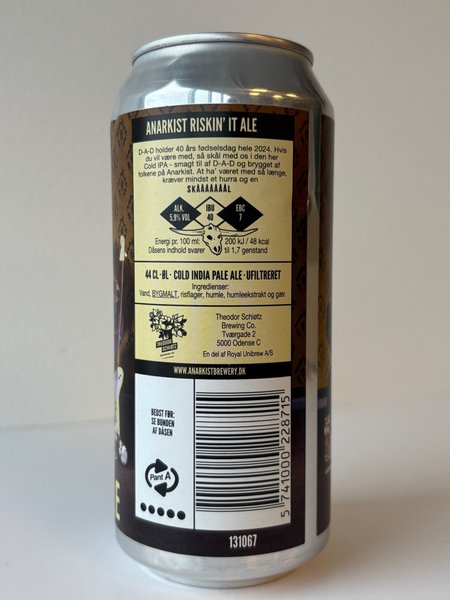 ANARKIST RISKIN' IT ALE
D-A-D holder 40 års fødselsdag hele 2024. Hvis
du vil være med, så skål med os i den her
Cold IPA - smagt til af D-A-D og brygget af
folkene på Anarkist. At ha' været med så længe,
kræver mindst et hurra og en
SKÅÅÅÅÅÅÅL
ALK. 5,9% VOL
IBU 40
EBC 7
Energi pr. 100 ml: 200 kJ / 48 kcal
Dåsens indhold svarer til 1,7 genstand
44 CL · ØL · COLD INDIA PALE ALE · UFILTRERET
Ingredienser:
Vand, BYGMALT, risflager, humle, humleekstrakt og gær.
THEODOR SCHIØTZ
BREWING CO.
Theodor Schiøtz
Brewing Co.
Tværgade 2
5000 Odense C
En del af Royal Unibrew A/S
WWW.ANARKISTBREWERY.DK
BEDST FØR:
SE BUNDEN
AF DÅSEN
Pant A
5 741000 228715
131067